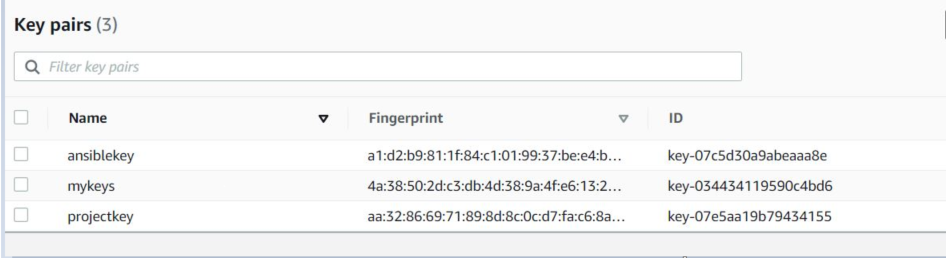 Key pairs (3)
Filter key pairs
Name Fingerprint ID
ansiblekey a1:d2:b9:81:1f:84:c1:01:99:37:be:e4:b... key-07c5d30a9abeaaa8e
mykeys 4a:38:50:2d:c3:db:4d:38:9a:4f:e6:13:2... key-034434119590c4bd6
projectkey aa:32:86:69:71:89:8d:8c:0c:d7:fa:c6:8a... key-07e5aa19b79434155